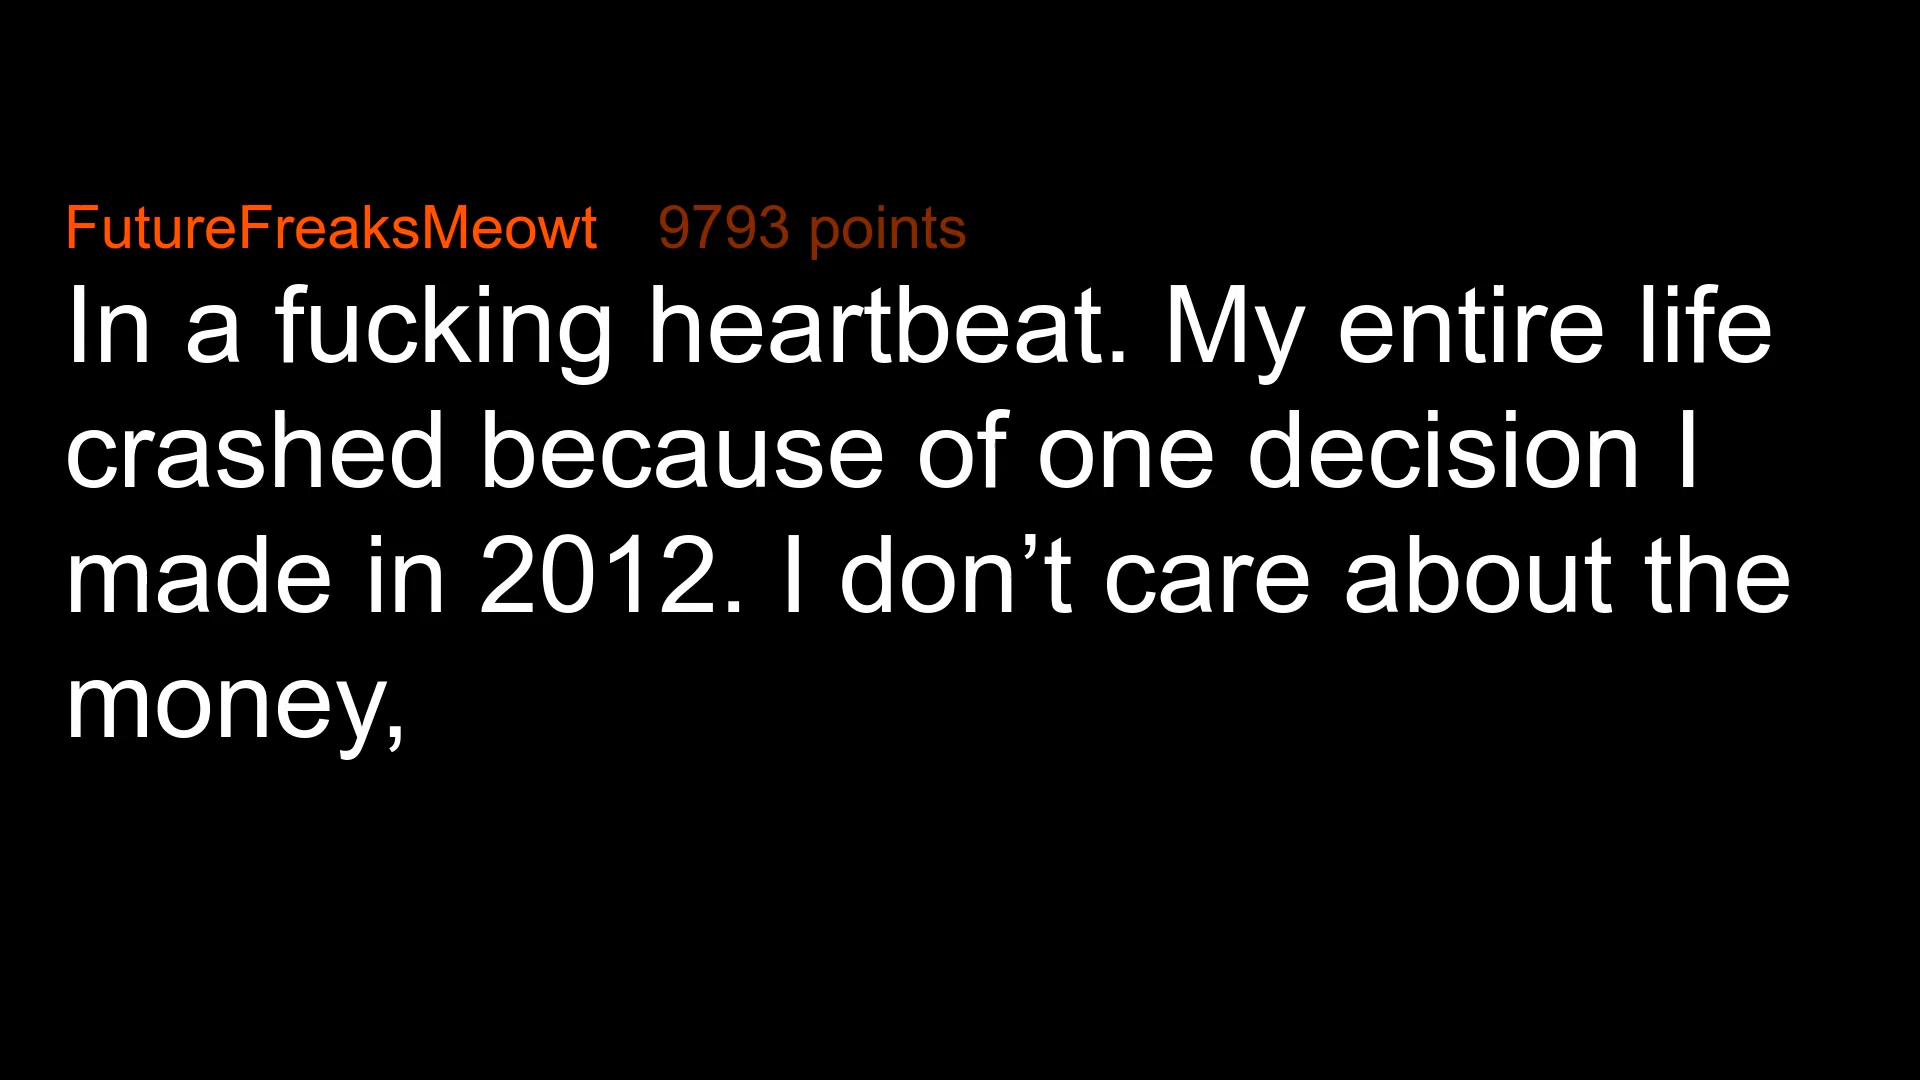 FutureFreaksMeowt 9793 points
In a fucking heartbeat. My entire life
crashed because of one decision I
made in 2012. I don’t care about the
money,